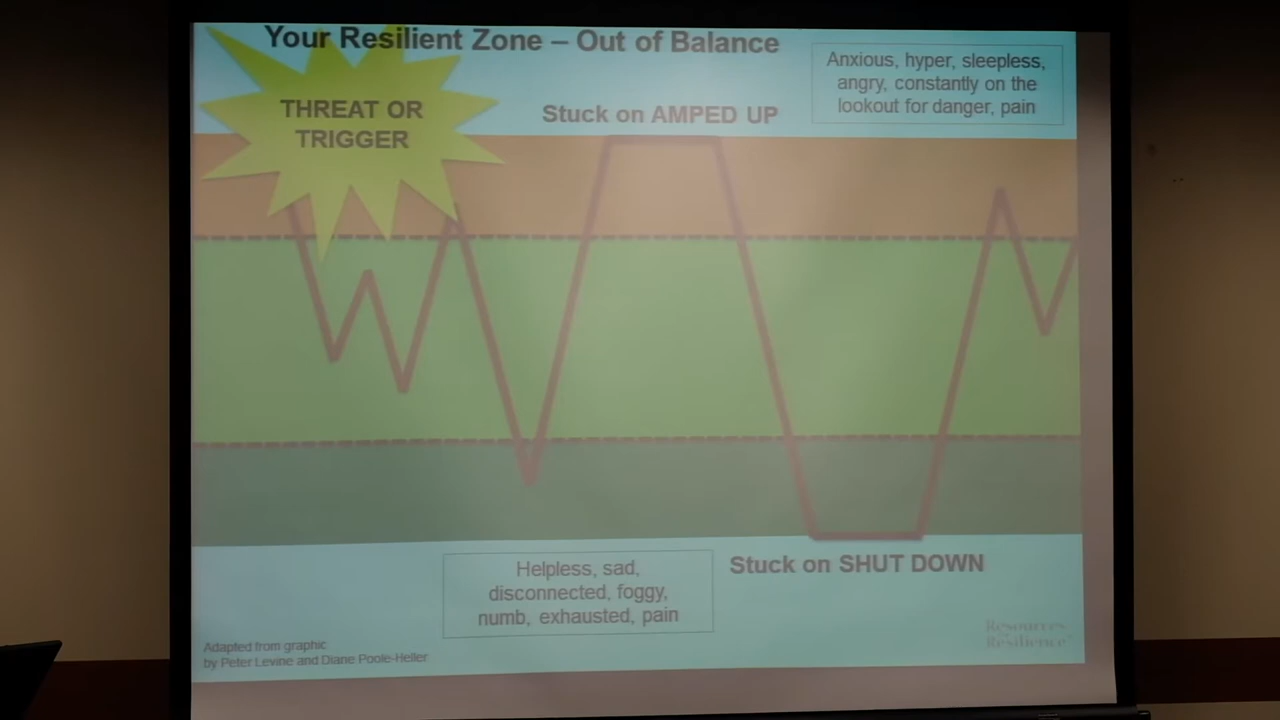 Your Resilient Zone – Out of Balance
THREAT OR
TRIGGER
Stuck on AMPED UP
Anxious, hyper, sleepless,
angry, constantly on the
lookout for danger, pain
Helpless, sad,
disconnected, foggy,
numb, exhausted, pain
Stuck on SHUT DOWN
Adapted from graphic
by Peter Levine and Diane Poole-Heller
Resources
Resilience